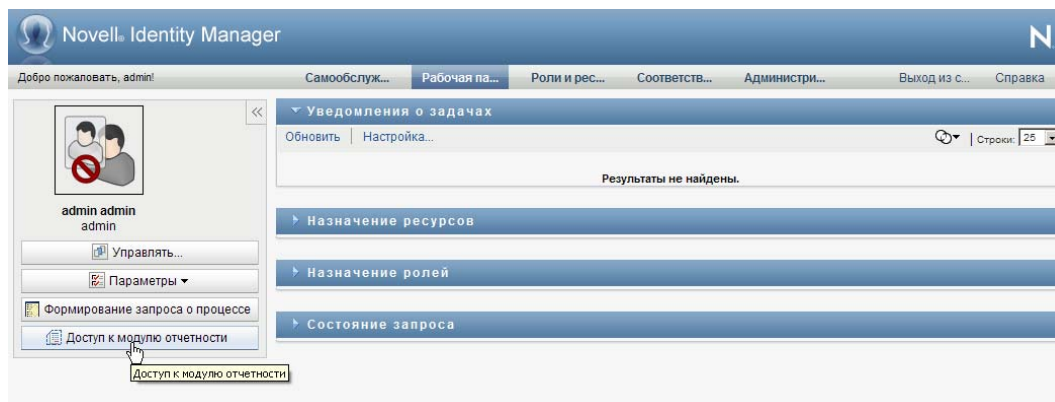 Novell® Identity Manager
N
Добро пожаловать, admin!
Самообслуж... Рабочая па... Роли и рес... Соответств... Администри... Выход из с... Справка
Уведомления о задачах
Обновить | Настройка...
| Строки: 25
Результаты не найдены.
admin admin
admin
Управлять...
Параметры
Формирование запроса о процессе
Доступ к модулю отчетности
Доступ к модулю отчетности
Назначение ресурсов
Назначение ролей
Состояние запроса